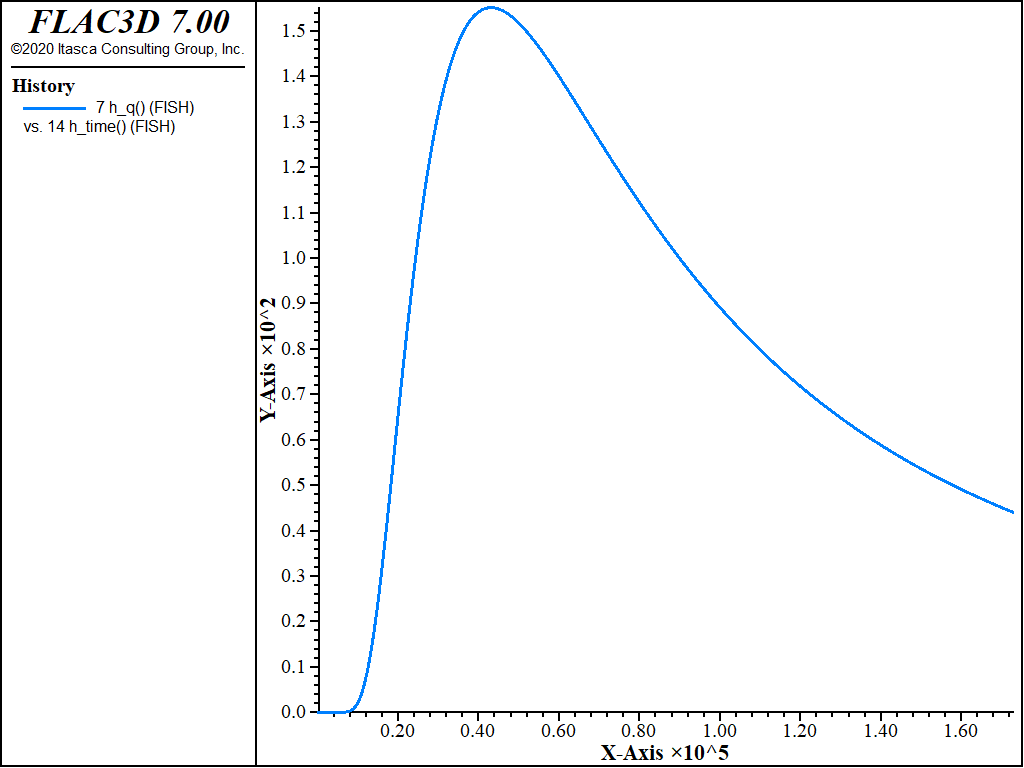 FLAC3D 7.00
©2020 Itasca Consulting Group, Inc.
History
7 h_q() (FISH)
vs. 14 h_time() (FISH)
Y-Axis ×10^2
1.5
1.4
1.3
1.2
1.1
1.0
0.9
0.8
0.7
0.6
0.5
0.4
0.3
0.2
0.1
0.0
0.20 0.40 0.60 0.80 1.00 1.20 1.40 1.60
X-Axis ×10^5